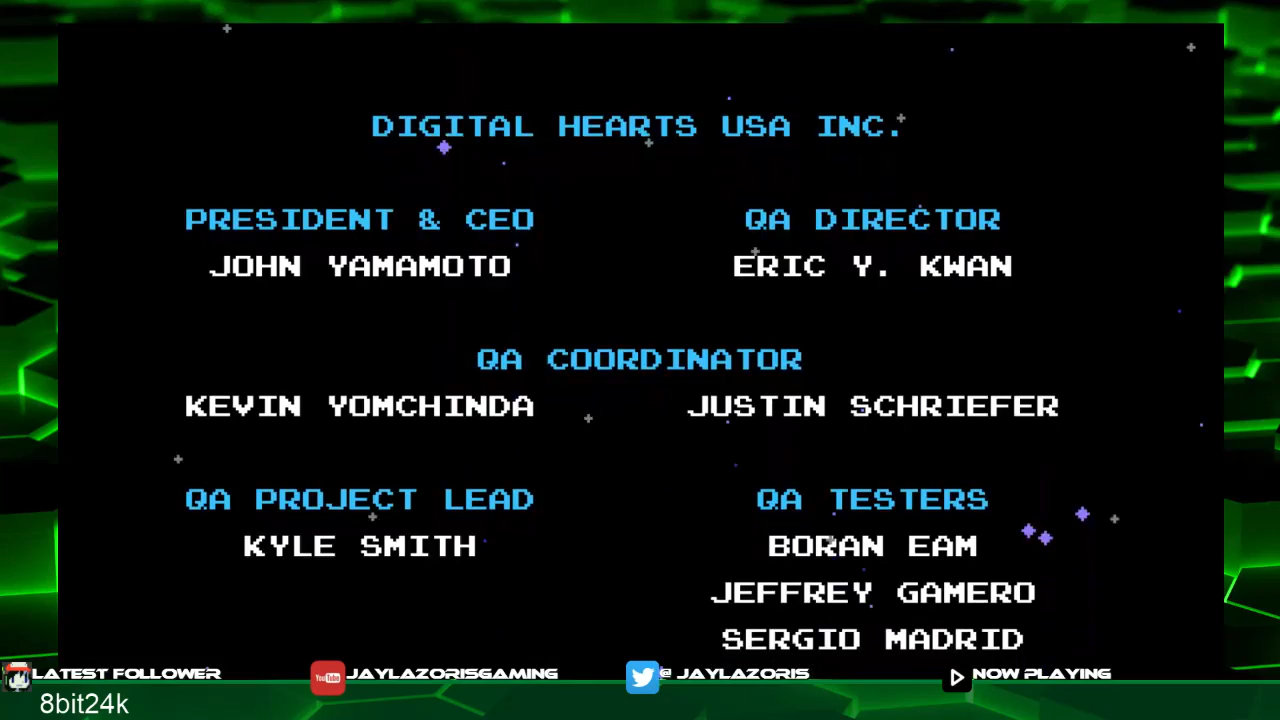 DIGITAL HEARTS USA INC.
PRESIDENT & CEO
JOHN YAMAMOTO
QA DIRECTOR
ERIC Y. KWAN
QA COORDINATOR
KEVIN YOMCHINDA JUSTIN SCHRIEFER
QA PROJECT LEAD
KYLE SMITH
QA TESTERS
BORAN EAM
JEFFREY GAMERO
SERGIO MADRID
LATEST FOLLOWER
8bit24k
You Tube JAYLAZORISGAMING
@ JAYLAZORIS
NOW PLAYING